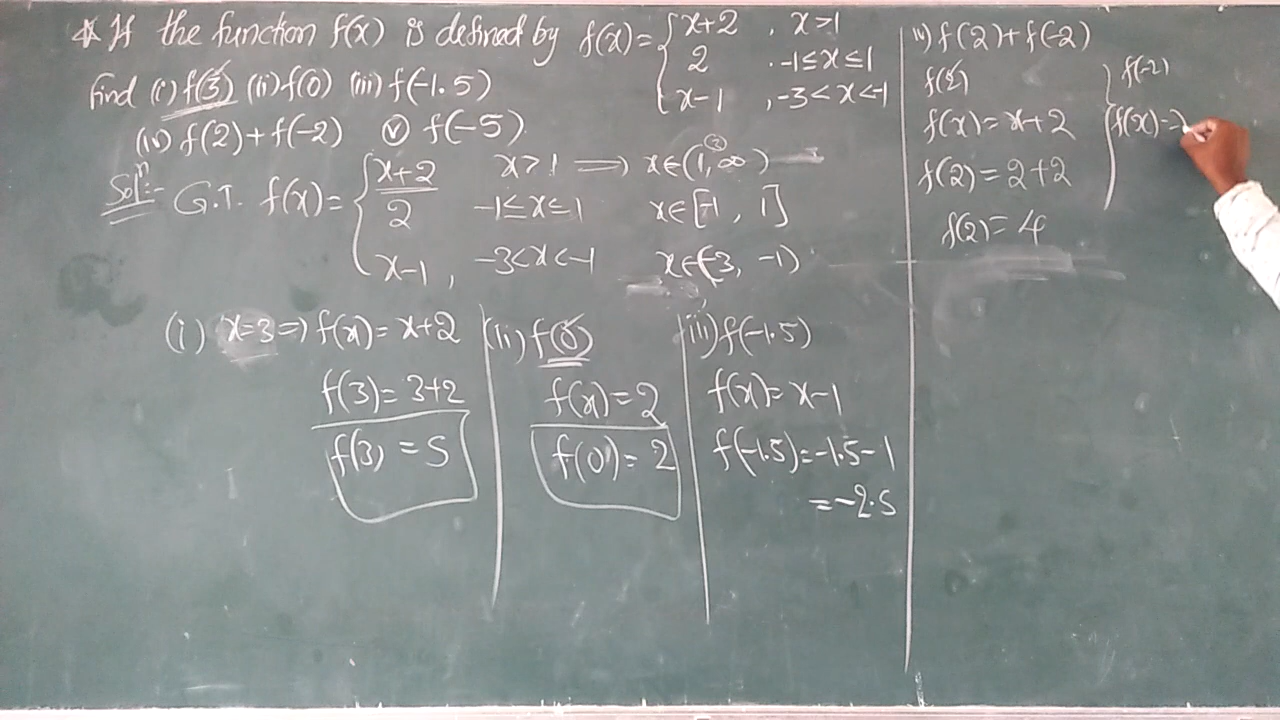 * If the function f(x) is defined by f(x) = { x+2 , x>1
2 , -1≤x≤1
x-1 , -3<x<-1
Find (i) f(3) (ii) f(0) (iii) f(-1.5)
(iv) f(2)+f(-2) (v) f(-5).
Solⁿ:- G.T. f(x) = { x+2 x>1 ⟹ x∈(1,∞)
2 -1≤x≤1 x∈[-1, 1]
x-1, -3<x<-1 x∈(-3, -1)
(i) x=3 ⇒ f(x)=x+2
f(3)=3+2
f(3)=5
(ii) f(0)
f(x)=2
f(0)=2
iii) f(-1.5)
f(x)=x-1
f(-1.5)=-1.5-1
=-2.5
iv) f(2)+f(-2)
f(2)
f(x)=x+2
f(2)=2+2
f(2)=4
f(-2)
f(x)=